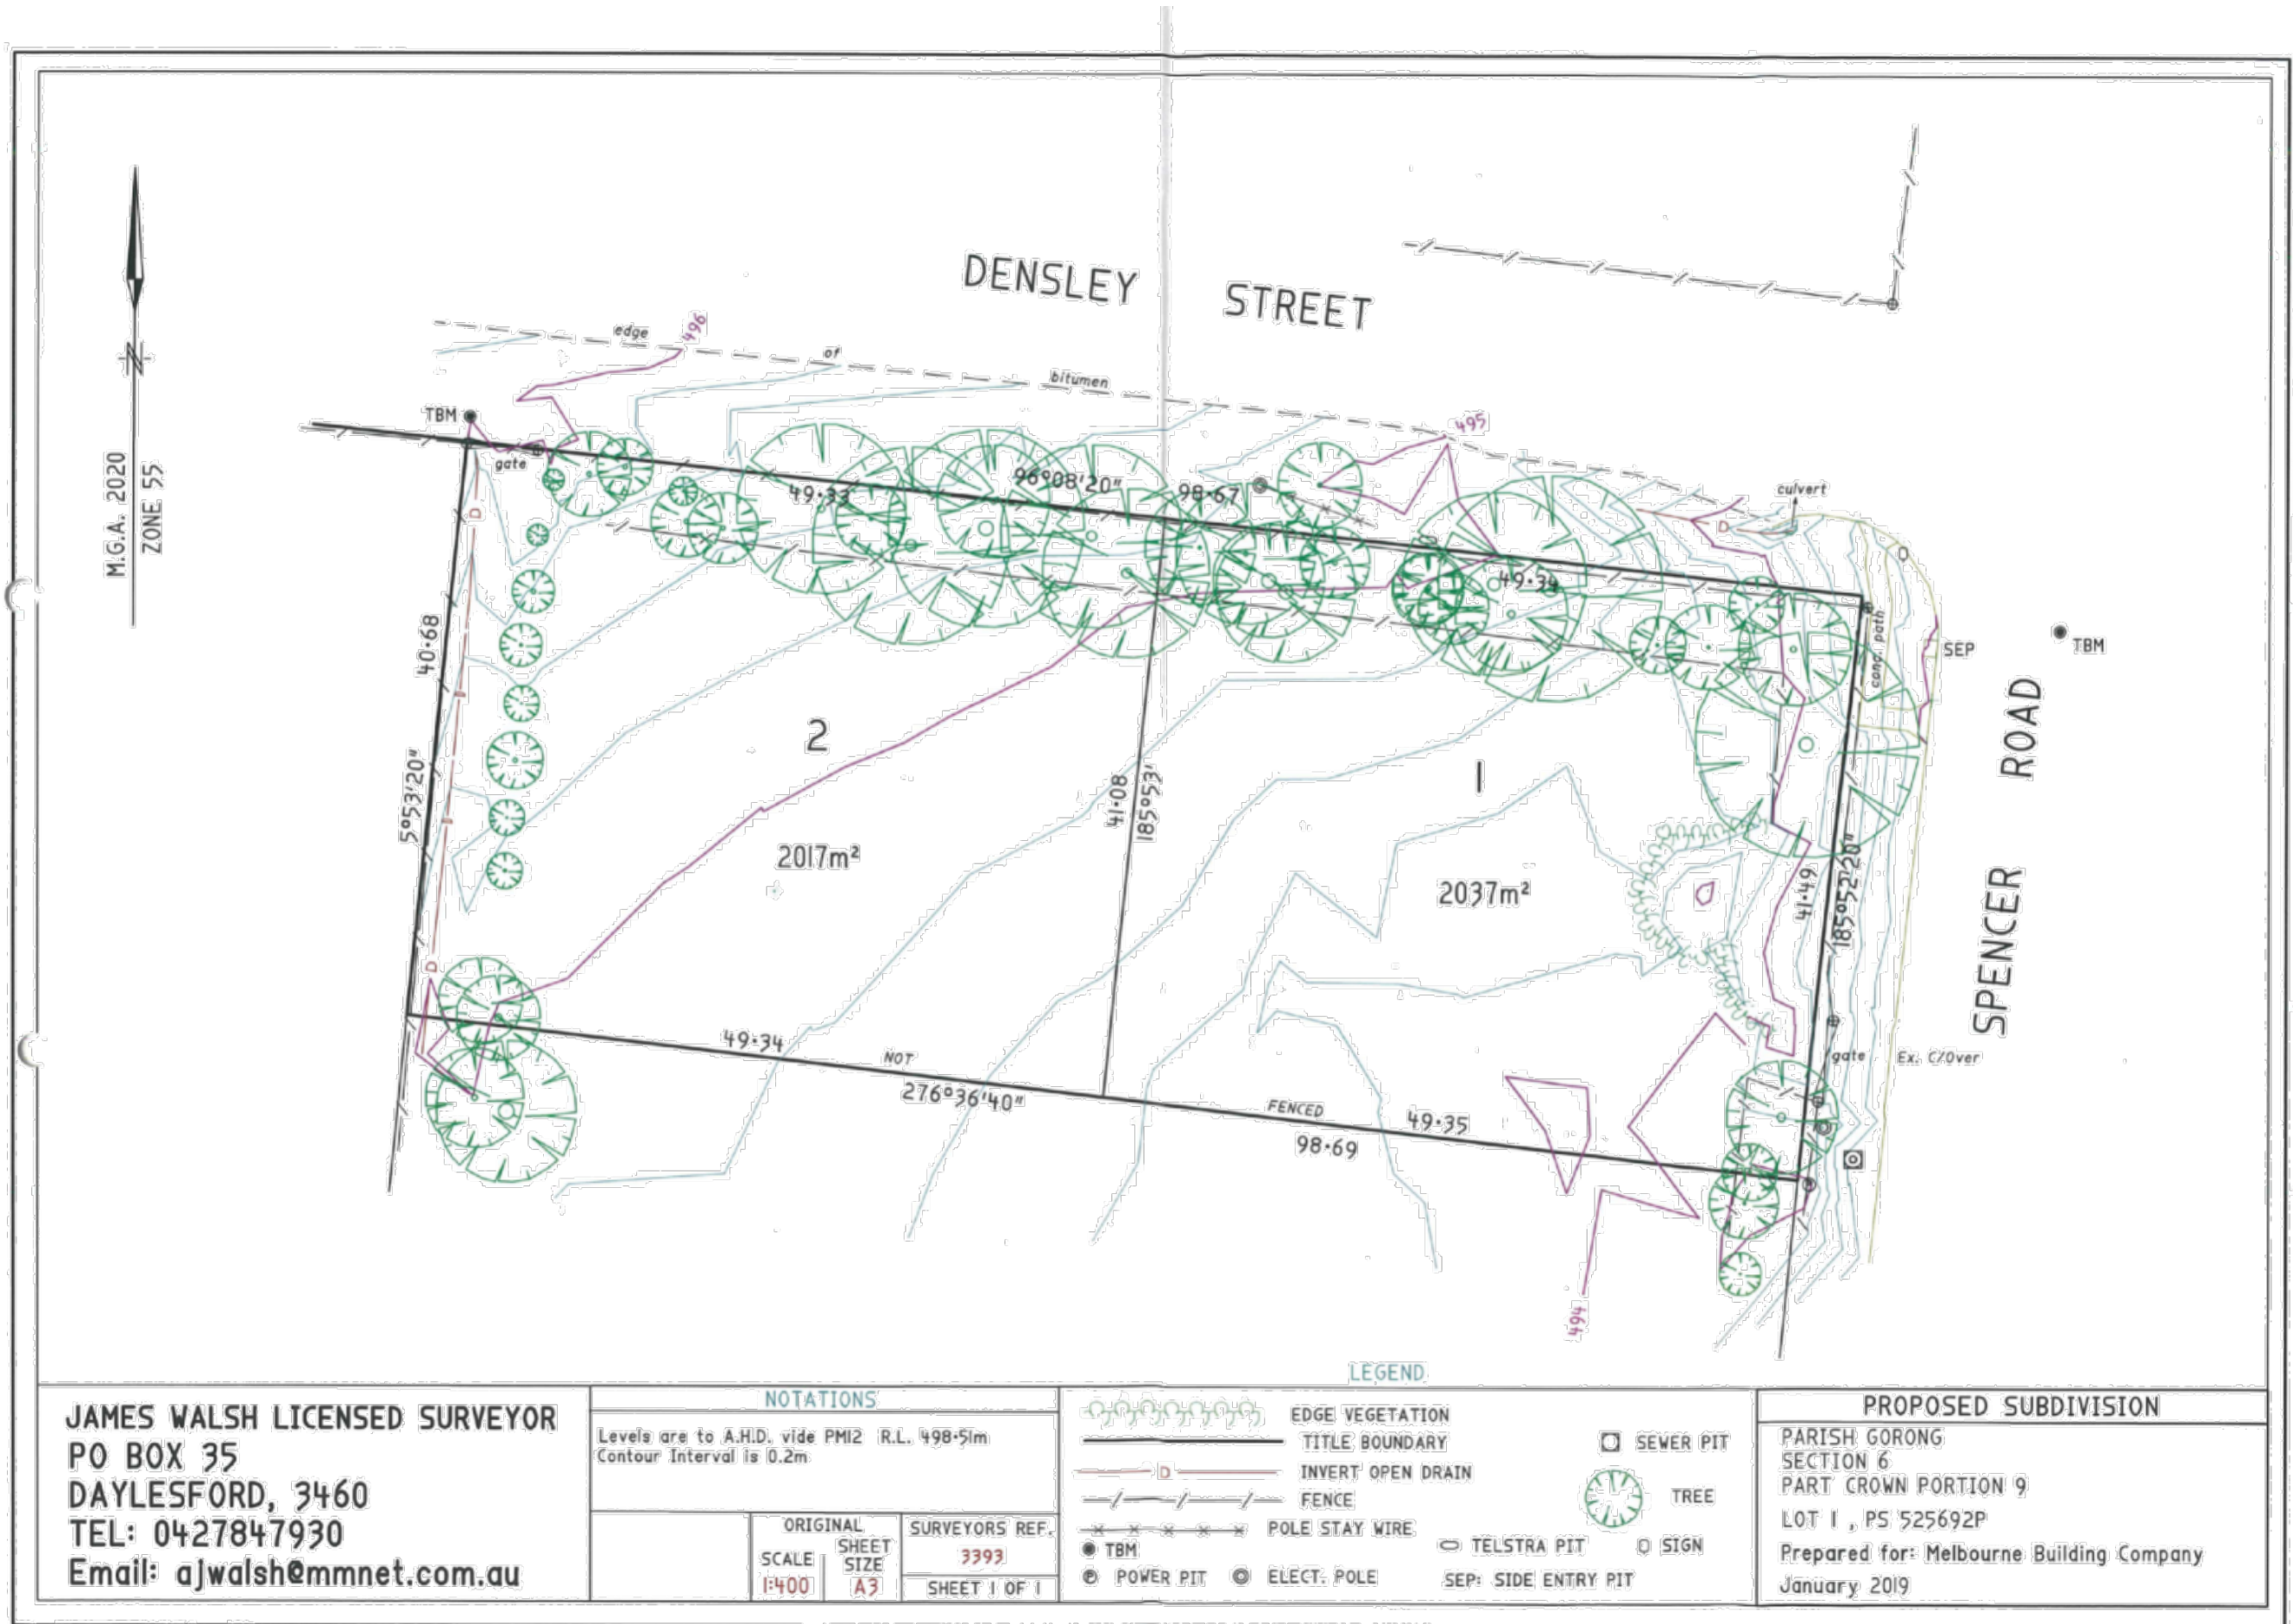 DENSLEY STREET
496
edge of bitumen
495
TBM
gate
culvert
M.G.A. 2020
ZONE 55
N
49·33
96°08'20"
98·67
49·34
D
D
conc. path
SEP
TBM
40·68
5°53'20"
2
2017m²
41·08
185°53'
1
2037m²
41·49
185°52'20"
SPENCER ROAD
D
49·34
NOT
276°36'40"
FENCED
49·35
98·69
gate
Ex. C/Over
494
LEGEND
JAMES WALSH LICENSED SURVEYOR
PO BOX 35
DAYLESFORD, 3460
TEL: 0427847930
Email: ajwalsh@mmnet.com.au
NOTATIONS
Levels are to A.H.D. vide PM12 R.L. 498·51m
Contour Interval is 0.2m
ORIGINAL
SCALE
1:400
SHEET
SIZE
A3
SURVEYORS REF.
3393
SHEET 1 OF 1
EDGE VEGETATION
TITLE BOUNDARY
D INVERT OPEN DRAIN
FENCE
POLE STAY WIRE
TBM
POWER PIT
ELECT. POLE
SEWER PIT
TREE
TELSTRA PIT
SIGN
SEP: SIDE ENTRY PIT
PROPOSED SUBDIVISION
PARISH GORONG
SECTION 6
PART CROWN PORTION 9
LOT 1 , PS 525692P
Prepared for: Melbourne Building Company
January 2019